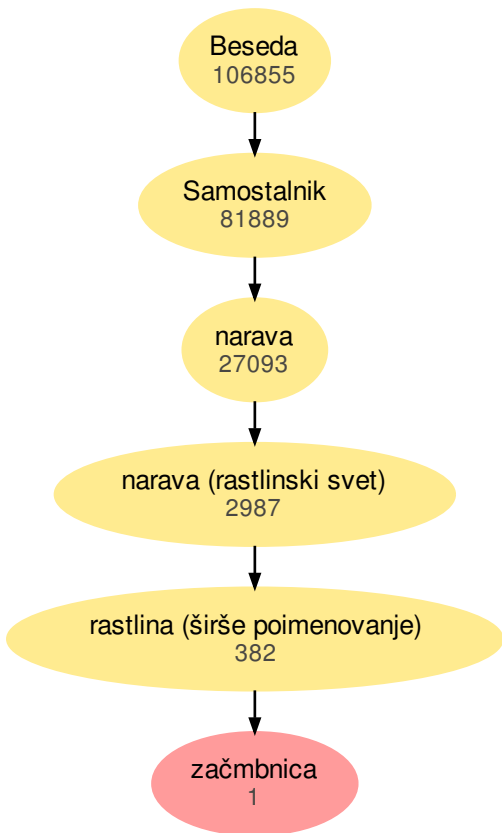 Beseda
106855
Samostalnik
81889
narava
27093
narava (rastlinski svet)
2987
rastlina (širše poimenovanje)
382
začmbnica
1